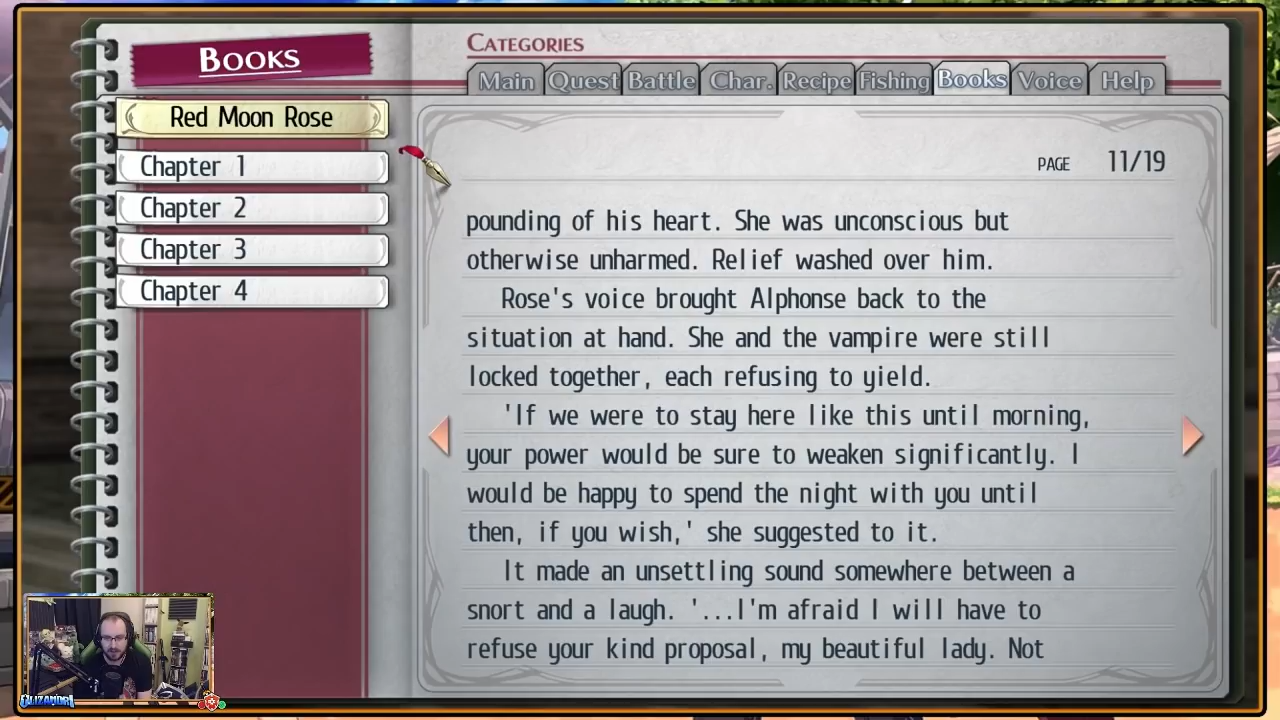 Books
Categories
Main Quest Battle Char. Recipe Fishing Books Voice Help
Red Moon Rose
Chapter 1
Chapter 2
Chapter 3
Chapter 4
PAGE 11/19
pounding of his heart. She was unconscious but
otherwise unharmed. Relief washed over him.
Rose's voice brought Alphonse back to the
situation at hand. She and the vampire were still
locked together, each refusing to yield.
'If we were to stay here like this until morning,
your power would be sure to weaken significantly. I
would be happy to spend the night with you until
then, if you wish,' she suggested to it.
It made an unsettling sound somewhere between a
snort and a laugh. '...I'm afraid I will have to
refuse your kind proposal, my beautiful lady. Not